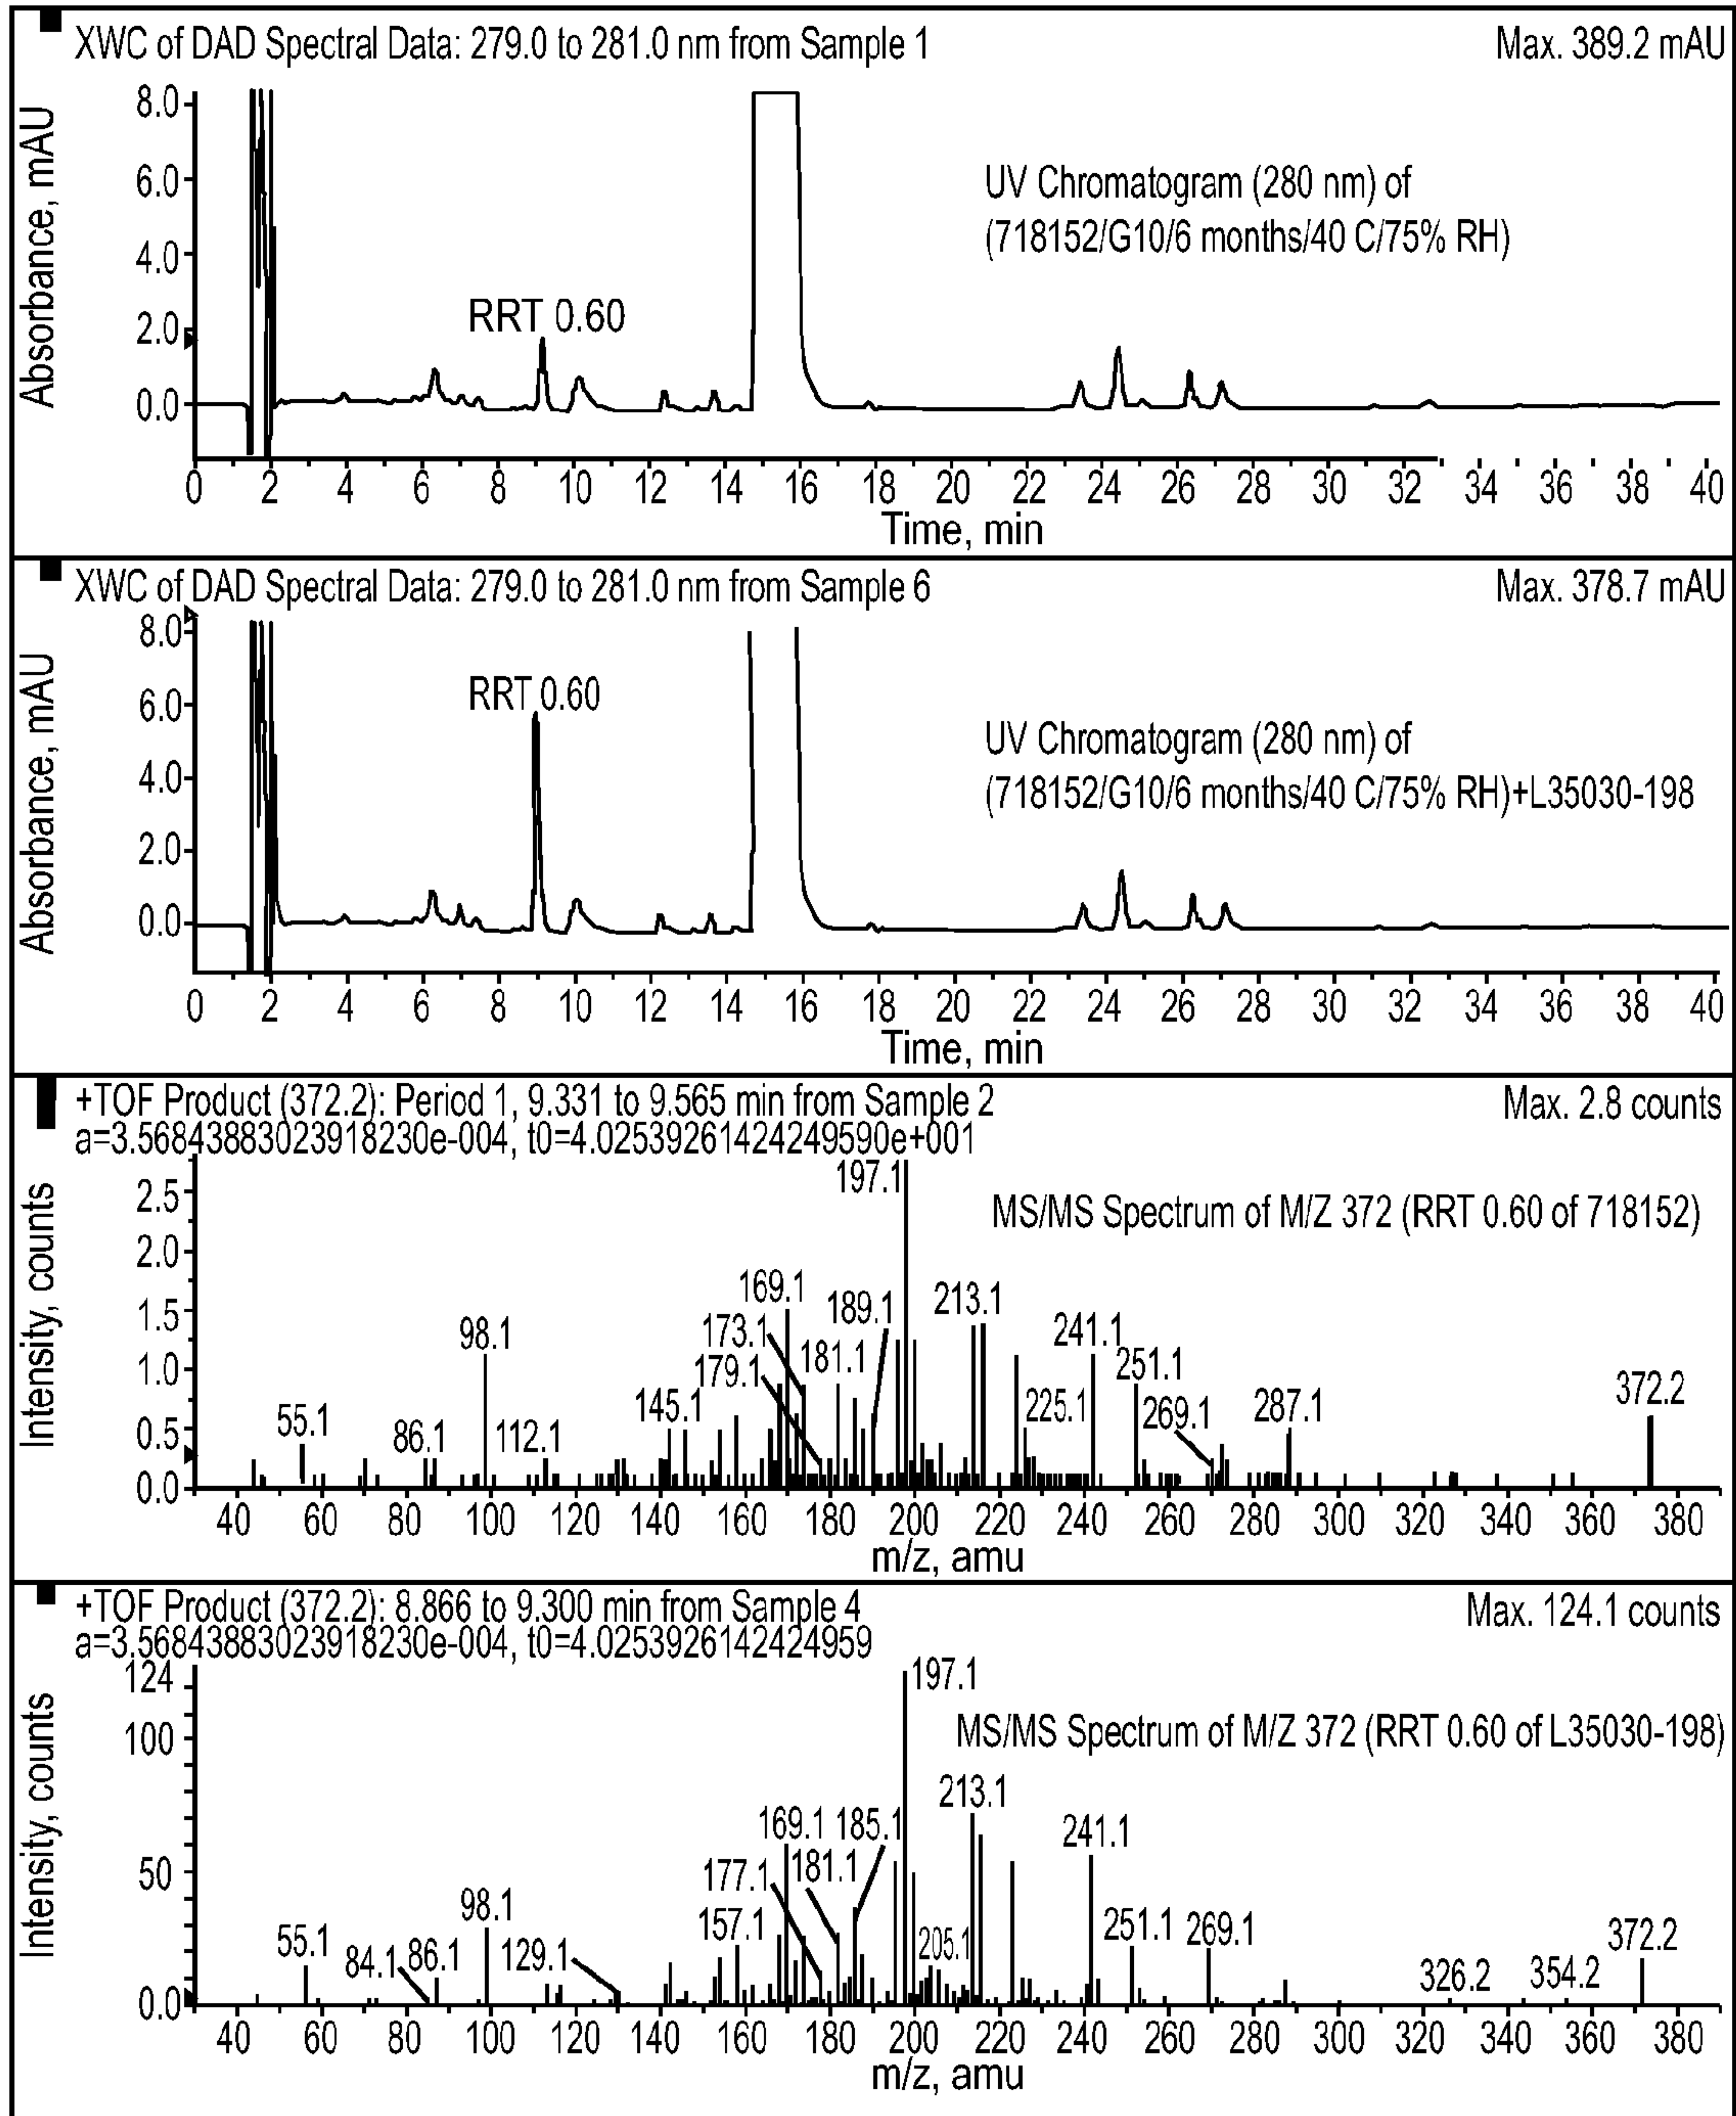 XWC of DAD Spectral Data: 279.0 to 281.0 nm from Sample 1
Max. 389.2 mAU
Absorbance, mAU
8.0
6.0
4.0
2.0
0.0
UV Chromatogram (280 nm) of
(718152/G10/6 months/40 C/75% RH)
RRT 0.60
0 2 4 6 8 10 12 14 16 18 20 22 24 26 28 30 32 34 36 38 40
Time, min
XWC of DAD Spectral Data: 279.0 to 281.0 nm from Sample 6
Max. 378.7 mAU
Absorbance, mAU
8.0
6.0
4.0
2.0
0.0
RRT 0.60
UV Chromatogram (280 nm) of
(718152/G10/6 months/40 C/75% RH)+L35030-198
0 2 4 6 8 10 12 14 16 18 20 22 24 26 28 30 32 34 36 38 40
Time, min
+TOF Product (372.2): Period 1, 9.331 to 9.565 min from Sample 2
Max. 2.8 counts
a=3.56843883023918230e-004, t0=4.02539261424249590e+001
Intensity, counts
2.5
2.0
1.5
1.0
0.5
0.0
MS/MS Spectrum of M/Z 372 (RRT 0.60 of 718152)
55.1
86.1
98.1
112.1
145.1
169.1
173.1
179.1
181.1
189.1
197.1
213.1
225.1
241.1
251.1
269.1
287.1
372.2
40 60 80 100 120 140 160 180 200 220 240 260 280 300 320 340 360 380
m/z, amu
+TOF Product (372.2): 8.866 to 9.300 min from Sample 4
Max. 124.1 counts
a=3.56843883023918230e-004, t0=4.0253926142424959
Intensity, counts
124
100
50
0.0
MS/MS Spectrum of M/Z 372 (RRT 0.60 of L35030-198)
55.1
84.1
86.1
98.1
129.1
157.1
169.1
177.1
181.1
185.1
197.1
205.1
213.1
241.1
251.1
269.1
326.2
354.2
372.2
40 60 80 100 120 140 160 180 200 220 240 260 280 300 320 340 360 380
m/z, amu